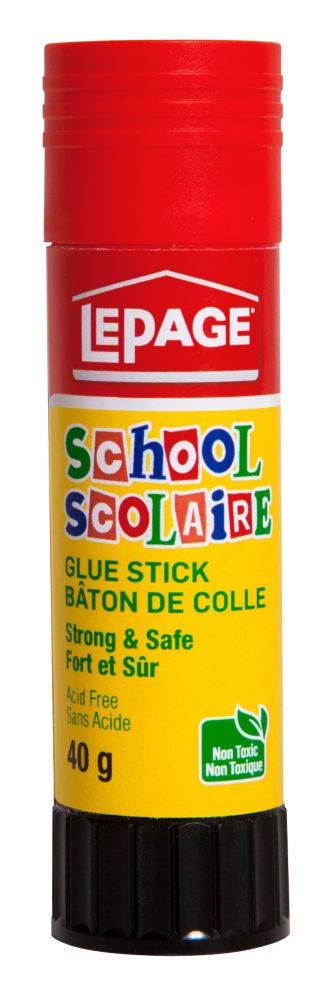 LEPAGE®
SCHOOL
SCOLAIRE
GLUE STICK
BÂTON DE COLLE
Strong & Safe
Fort et Sûr
Acid Free
Sans Acide
40 g
Non Toxic
Non Toxique